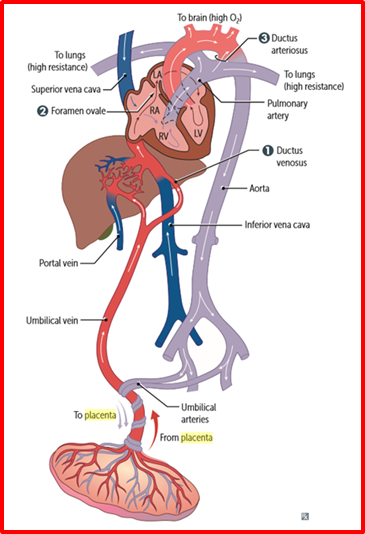 To brain (high O2)
3 Ductus
arteriosus
To lungs
(high resistance)
To lungs
(high resistance)
Superior vena cava
LA
2 Foramen ovale
RA
LV
RV
Pulmonary
artery
1 Ductus
venosus
Aorta
Inferior vena cava
Portal vein
Umbilical vein
Umbilical
arteries
To placenta
From placenta